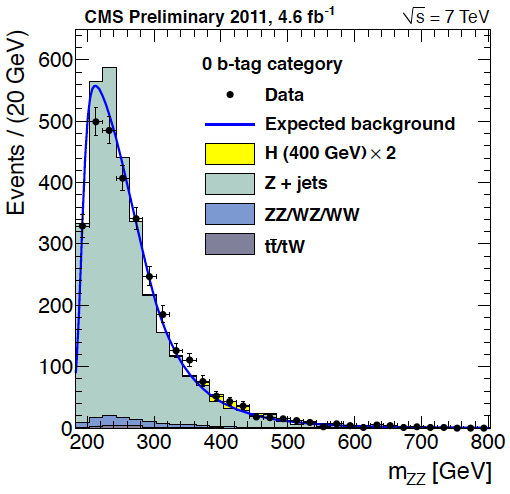 CMS Preliminary 2011, 4.6 fb⁻¹ √s = 7 TeV
0 b-tag category
Data
Expected background
H (400 GeV) × 2
Z + jets
ZZ/WZ/WW
tt̄/tW
Events / (20 GeV)
600
500
400
300
200
100
0
200 300 400 500 600 700 800
m_ZZ [GeV]